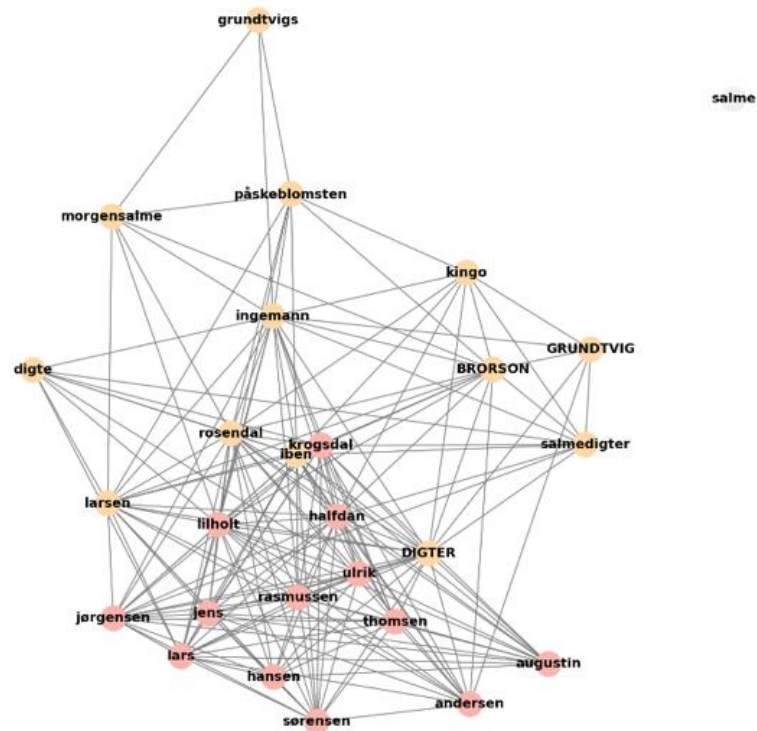 grundtvigs
salme
påskeblomsten
morgensalme
kingo
ingemann
GRUNDTVIG
digte
BRORSON
rosendal
krogsdal
salmedigter
iben
larsen
halfdan
lilholt
DIGTER
ulrik
rasmussen
jens
jørgensen
thomsen
lars
augustin
hansen
andersen
sørensen